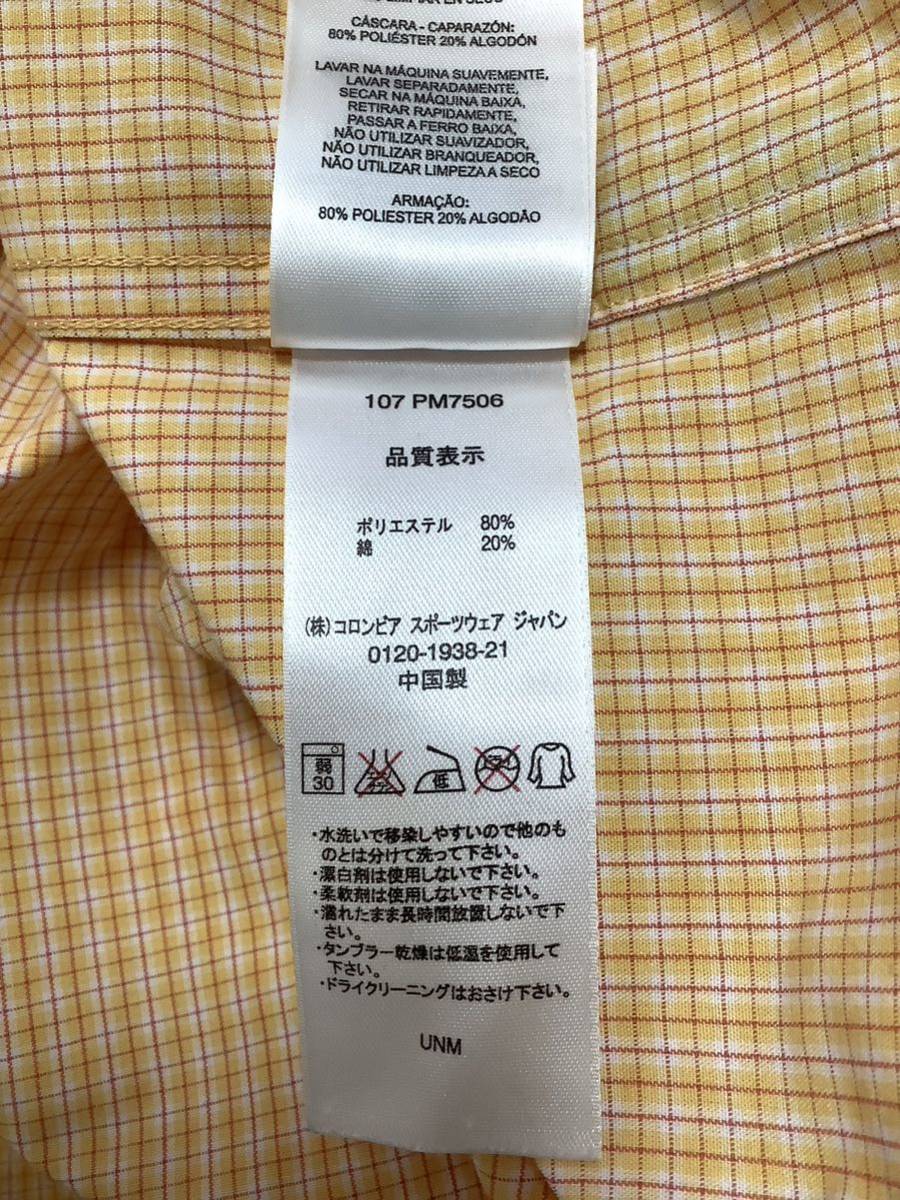 LIMPIAR EN SECO
CÁSCARA - CAPARAZÓN:
80% POLIÉSTER 20% ALGODÓN
LAVAR NA MÁQUINA SUAVEMENTE,
LAVAR SEPARADAMENTE,
SECAR NA MÁQUINA BAIXA,
RETIRAR RAPIDAMENTE,
PASSAR A FERRO BAIXA,
NÃO UTILIZAR SUAVIZADOR,
NÃO UTILIZAR BRANQUEADOR,
NÃO UTILIZAR LIMPEZA A SECO
ARMAÇÃO:
80% POLIESTER 20% ALGODÃO
107 PM7506
品質表示
ポリエステル 80%
綿 20%
(株)コロンビア スポーツウェア ジャパン
0120-1938-21
中国製
弱
30
低
ドライ
・水洗いで移染しやすいので他のも
のとは分けて洗って下さい。
・漂白剤は使用しないで下さい。
・柔軟剤は使用しないで下さい。
・濡れたまま長時間放置しないで下
さい。
・タンブラー乾燥は低温を使用して
下さい。
・ドライクリーニングはおさけ下さい。
UNM